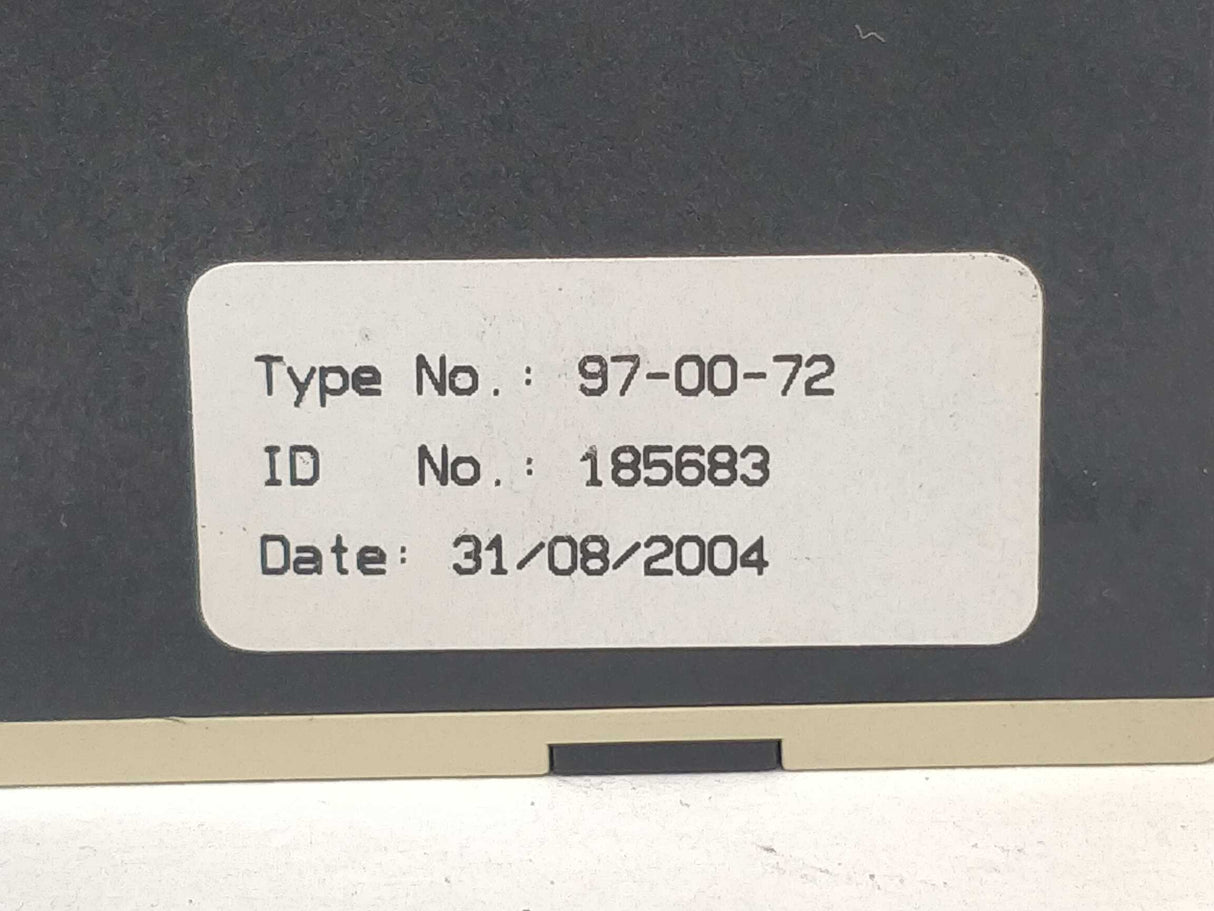 Type No.: 97-00-72
ID No.: 185683
Date: 31/08/2004